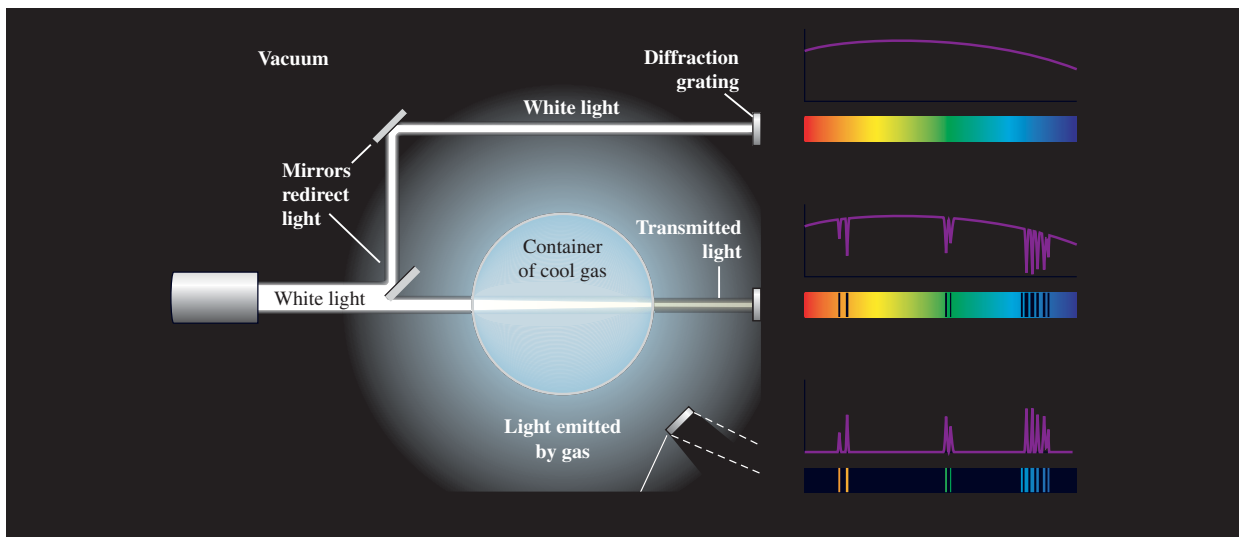 Vacuum
Diffraction
grating
White light
Mirrors
redirect
light
Transmitted
light
Container
of cool gas
White light
Light emitted
by gas